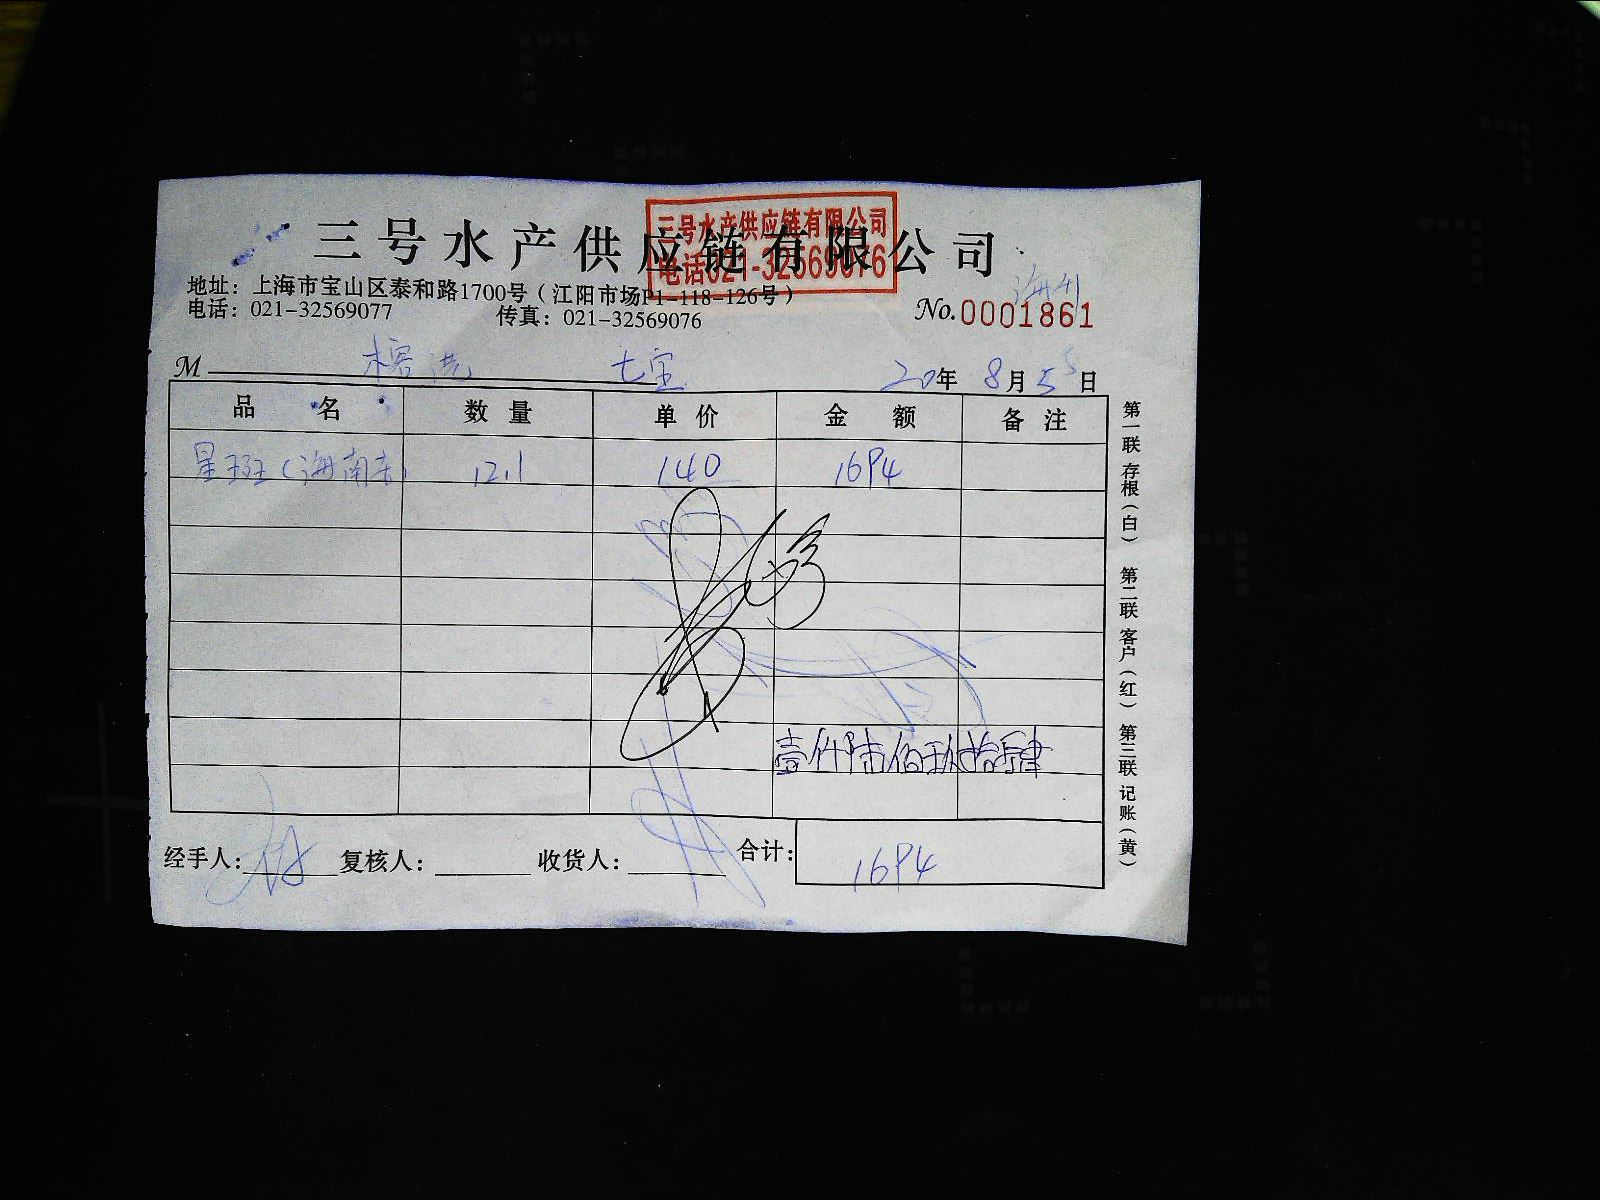 三号水产供应链有限公司
三号水产供应链有限公司
电话021-32569076
地址：上海市宝山区泰和路1700号（江阳市场P1-118-126号）
电话：021-32569077 传真：021-32569076
No.0001861
M 榕港 七宝 20年 8月 5日
品名 数量 单价 金额 备注
星斑(海南 12.1 140 1694
壹仟陆佰玖拾肆
经手人： 复核人： 收货人： 合计：1694
第一联 存根（白） 第二联 客户（红） 第三联 记账（黄）